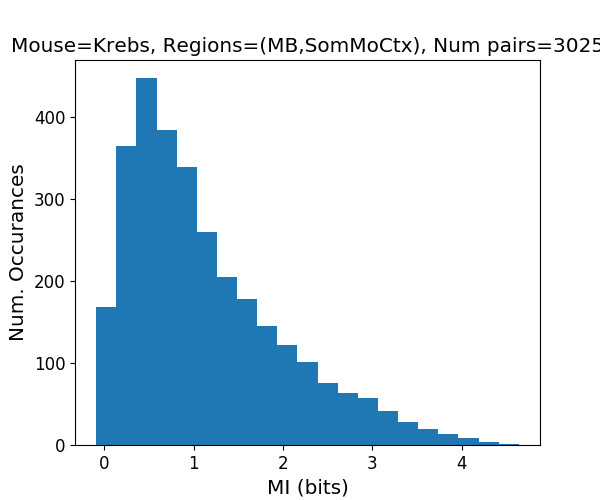 Mouse=Krebs, Regions=(MB,SomMoCtx), Num pairs=3025
Num. Occurances
400
300
200
100
0
0 1 2 3 4
MI (bits)